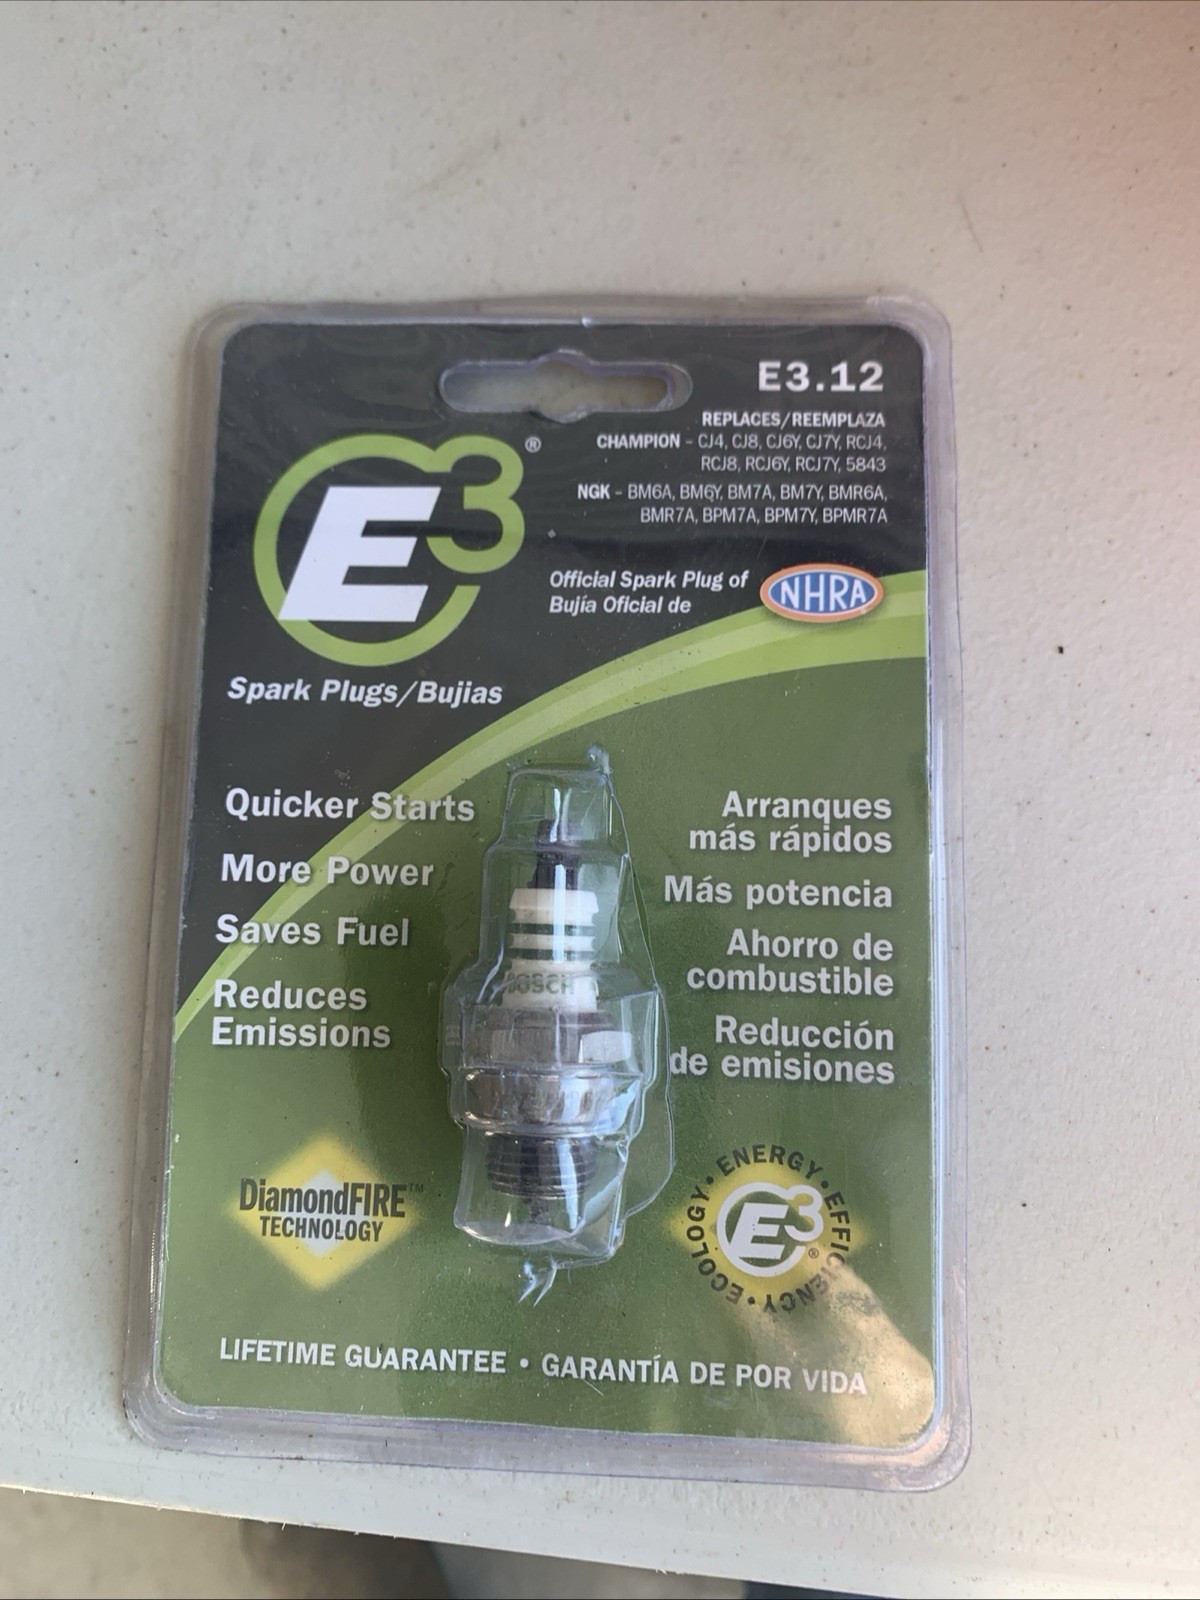 E3.12
REPLACES/REEMPLAZA
CHAMPION - CJ4, CJ8, CJ6Y, CJ7Y, RCJ4,
RCJ8, RCJ6Y, RCJ7Y, 5843
NGK - BM6A, BM6Y, BM7A, BM7Y, BMR6A,
BMR7A, BPM7A, BPM7Y, BPMR7A
E3®
Official Spark Plug of
Bujía Oficial de
NHRA
Spark Plugs/Bujias
Quicker Starts
More Power
Saves Fuel
Reduces
Emissions
Arranques
más rápidos
Más potencia
Ahorro de
combustible
Reducción
de emisiones
BOSCH
DiamondFIRE™
TECHNOLOGY
ENERGY • EFFICIENCY • ECOLOGY •
E3®
LIFETIME GUARANTEE • GARANTÍA DE POR VIDA